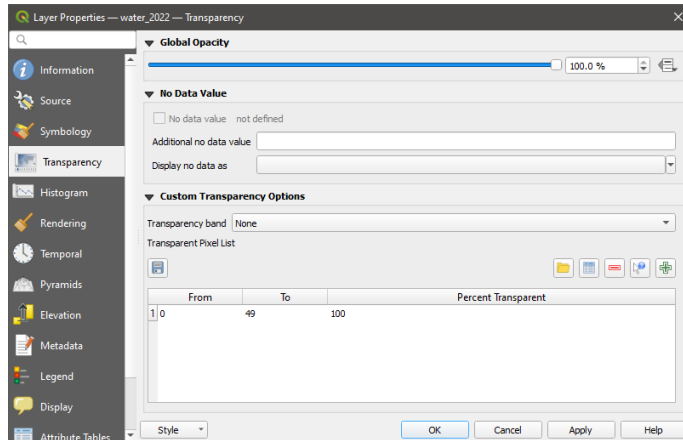 Layer Properties — water_2022 — Transparency
Information
Source
Symbology
Transparency
Histogram
Rendering
Temporal
Pyramids
Elevation
Metadata
Legend
Display
Attribute Tables
Global Opacity
100.0 %
No Data Value
No data value not defined
Additional no data value
Display no data as
Custom Transparency Options
Transparency band None
Transparent Pixel List
From To Percent Transparent
1 0 49 100
Style OK Cancel Apply Help